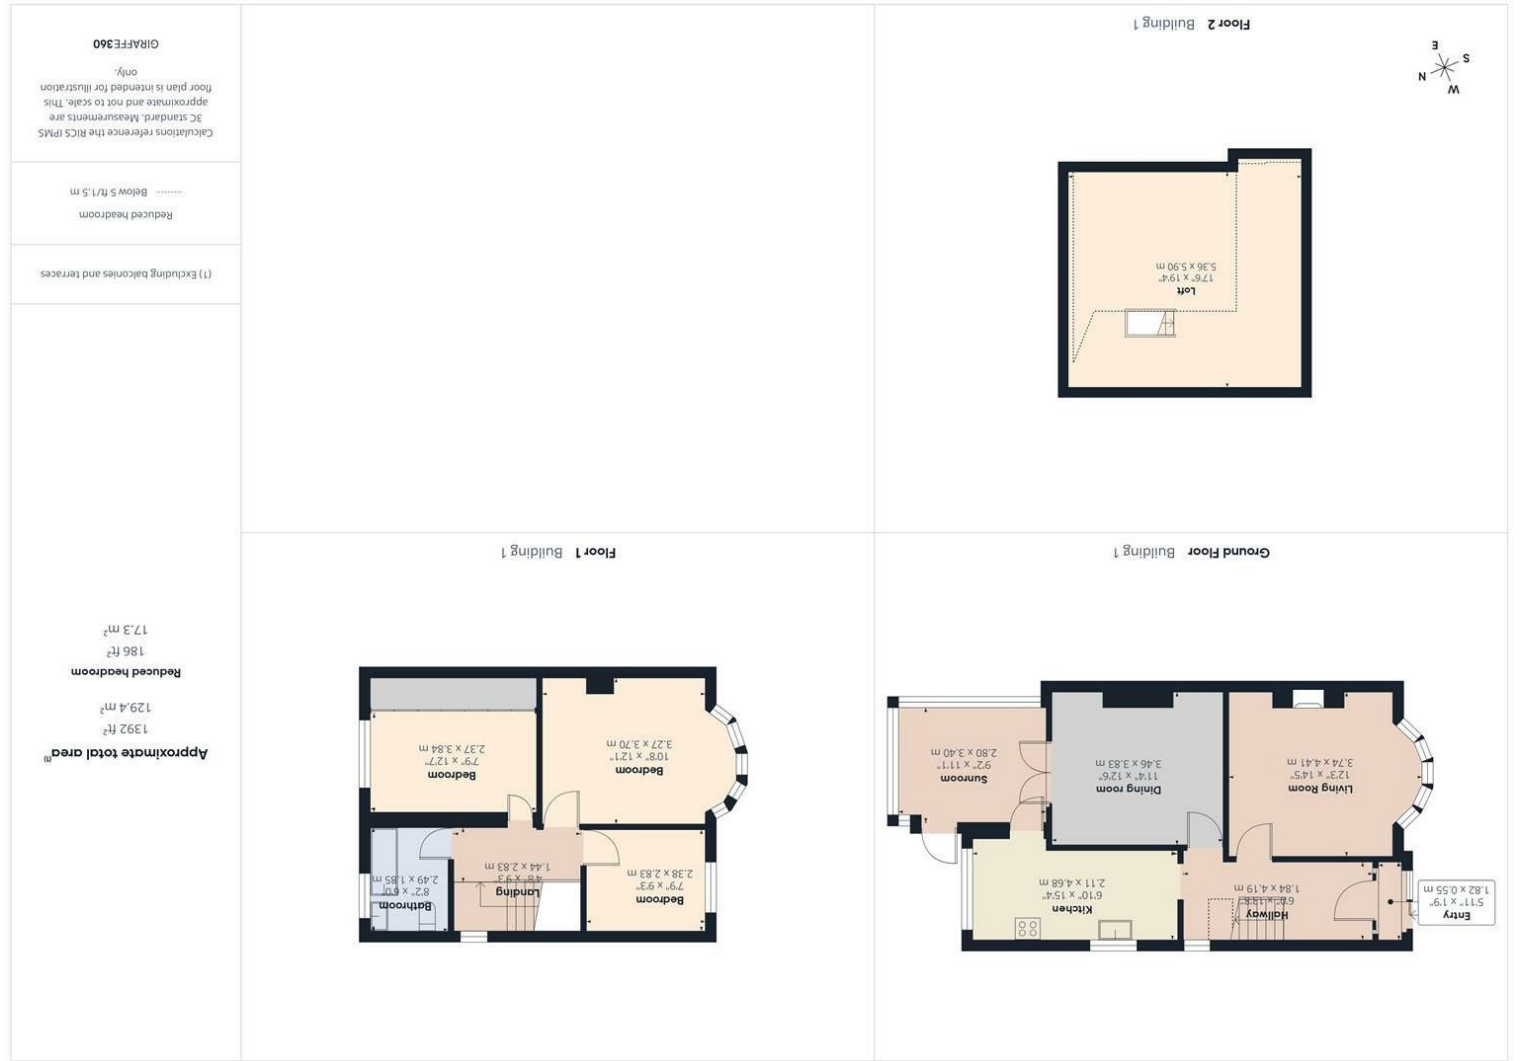 Entry
5'11" x 1'9"
1.82 x 0.55 m
Hallway
6'0" x 13'8"
1.84 x 4.19 m
Kitchen
6'10" x 15'4"
2.11 x 4.68 m
Living Room
12'3" x 14'5"
3.74 x 4.41 m
Dining room
11'4" x 12'6"
3.46 x 3.83 m
Sunroom
9'2" x 11'1"
2.80 x 3.40 m
Ground Floor Building 1
Bedroom
7'9" x 9'3"
2.38 x 2.83 m
Landing
4'8" x 9'3"
1.44 x 2.83 m
Bathroom
8'2" x 6'0"
2.49 x 1.85 m
Bedroom
10'8" x 12'1"
3.27 x 3.70 m
Bedroom
7'9" x 12'7"
2.37 x 3.84 m
Floor 1 Building 1
Loft
17'6" x 19'4"
5.36 x 5.90 m
W
N
S
E
Floor 2 Building 1
Approximate total area(1)
1392 ft²
129.4 m²
Reduced headroom
186 ft²
17.3 m²
(1) Excluding balconies and terraces
Reduced headroom
Below 5 ft/1.5 m
Calculations reference the RICS IPMS
3C standard. Measurements are
approximate and not to scale. This
floor plan is intended for illustration
only.
GIRAFFE360